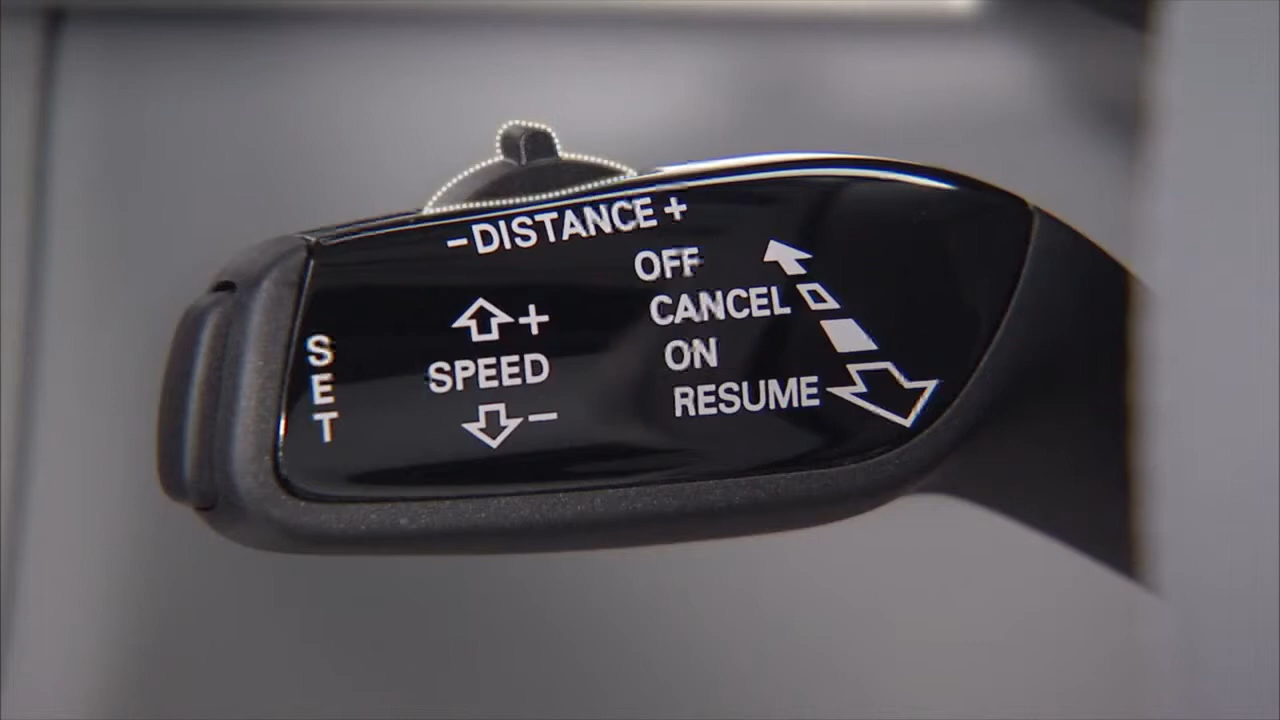 -DISTANCE+
OFF
CANCEL
ON
RESUME
+
SPEED
-
SET